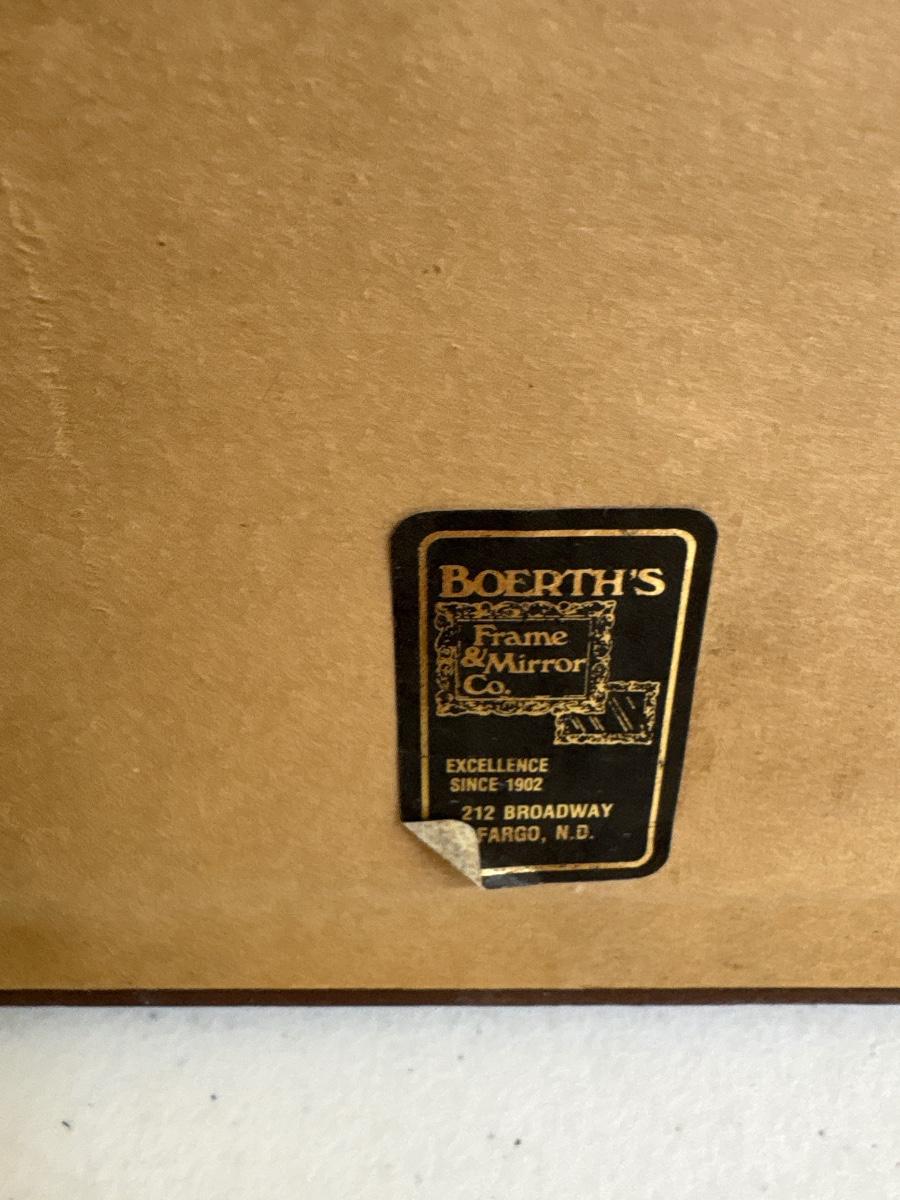 BOERTH'S
Frame
& Mirror
Co.
EXCELLENCE
SINCE 1902
212 BROADWAY
FARGO, N.D.